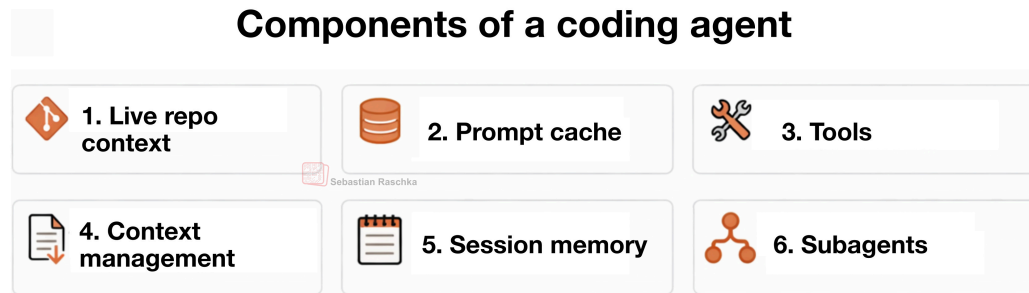 Components of a coding agent
1. Live repo
context
2. Prompt cache
3. Tools
Sebastian Raschka
4. Context
management
5. Session memory
6. Subagents